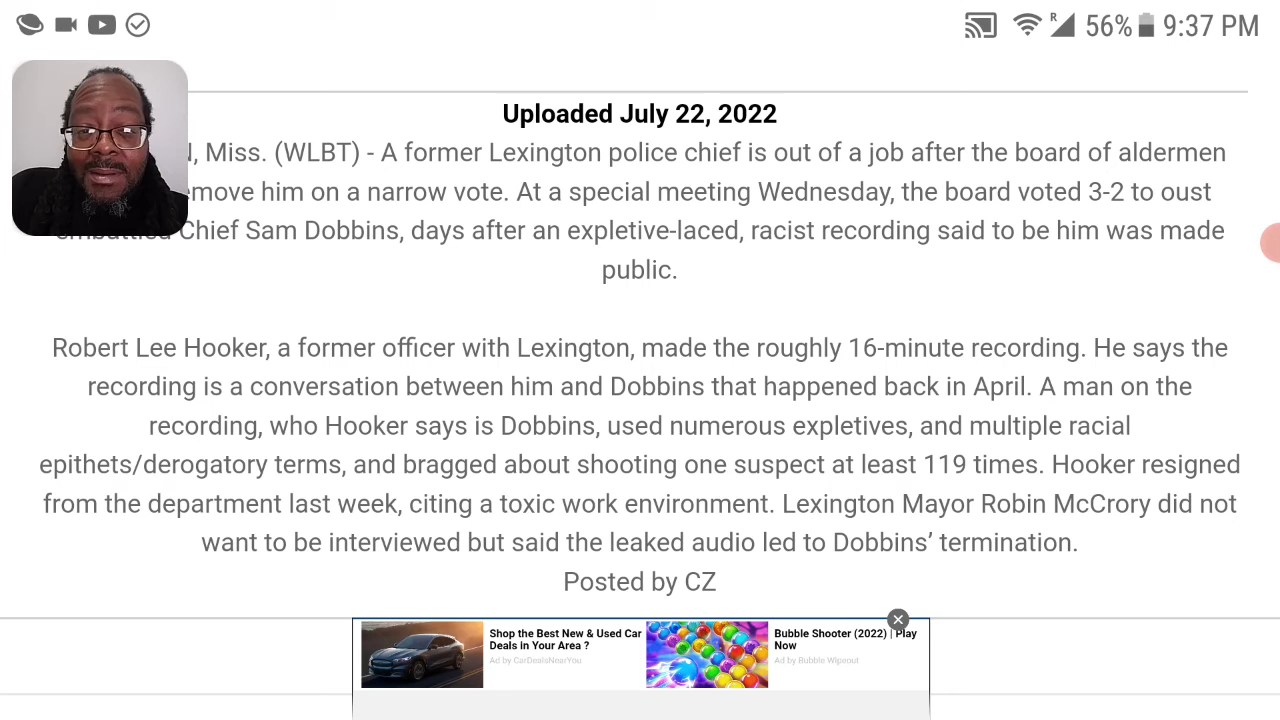 56% 9:37 PM
Uploaded July 22, 2022
, Miss. (WLBT) - A former Lexington police chief is out of a job after the board of aldermen
emove him on a narrow vote. At a special meeting Wednesday, the board voted 3-2 to oust
Chief Sam Dobbins, days after an expletive-laced, racist recording said to be him was made
public.
Robert Lee Hooker, a former officer with Lexington, made the roughly 16-minute recording. He says the
recording is a conversation between him and Dobbins that happened back in April. A man on the
recording, who Hooker says is Dobbins, used numerous expletives, and multiple racial
epithets/derogatory terms, and bragged about shooting one suspect at least 119 times. Hooker resigned
from the department last week, citing a toxic work environment. Lexington Mayor Robin McCrory did not
want to be interviewed but said the leaked audio led to Dobbins’ termination.
Posted by CZ
Shop the Best New & Used Car
Deals in Your Area ?
Ad by CarDealsNearYou
Bubble Shooter (2022) | Play
Now
Ad by Bubble Wipeout